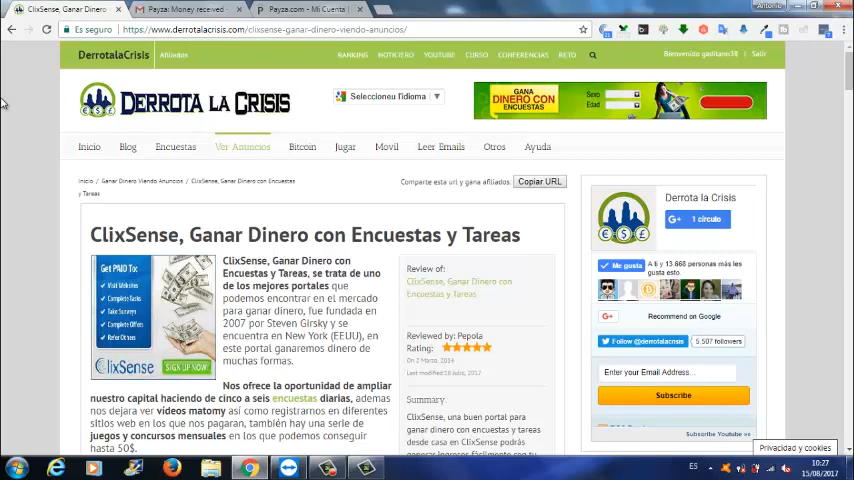 ClixSense, Ganar Dinero con
Payza: Money received -
Payza.com - Mi Cuenta |
Antonio
Es seguro
https://www.derrotalacrisis.com/clixsense-ganar-dinero-viendo-anuncios/
DerrotalaCrisis
Afiliados
RANKING NOTICIERO YOUTUBE CURSO CONFERENCIAS RETO
Bienvenido gaditano38 Salir
DERROTA LA CRISIS
Seleccioneu l'idioma
GANA
DINERO CON
ENCUESTAS
Sexo
Edad
Inicio Blog Encuestas Ver Anuncios Bitcoin Jugar Movil Leer Emails Otros Ayuda
Inicio / Ganar Dinero Viendo Anuncios / ClixSense, Ganar Dinero con Encuestas
y Tareas
Comparte esta url y gana afiliados:
Copiar URL
ClixSense, Ganar Dinero con Encuestas y Tareas
Get PAID To:
Visit Websites
Complete Tasks
Take Surveys
Complete Offers
Refer Others
ClixSense
SIGN UP NOW!
ClixSense, Ganar Dinero con
Encuestas y Tareas, se trata de uno
de los mejores portales que
podemos encontrar en el mercado
para ganar dinero, fue fundada en
2007 por Steven Girsky y se
encuentra en New York (EEUU), en
este portal ganaremos dinero de
muchas formas.
Nos ofrece la oportunidad de ampliar
nuestro capital haciendo de cinco a seis
encuestas diarias, ademas
nos dejara ver vídeos matomy así como registrarnos en diferentes
sitios web en los que nos pagaran, también hay una serie de
juegos y concursos mensuales en los que podemos conseguir
hasta 50$.
Review of:
ClixSense, Ganar Dinero con
Encuestas y Tareas
Reviewed by: Pepola
Rating:
On 2 Marzo, 2014
Last modified:18 Julio, 2017
Summary:
ClixSense, una buen portal para
ganar dinero con encuestas y tareas
desde casa en ClixSense podrás
Derrota la Crisis
G+ 1 círculo
Me gusta
A ti y 13.668 personas más les
gusta esto.
G+ Recommend on Google
Follow @derrotalacrisis
5.507 followers
Enter your Email Address...
Subscribe
Subscribe Youtube »»
Privacidad y cookies
ES
10:27
15/08/2017